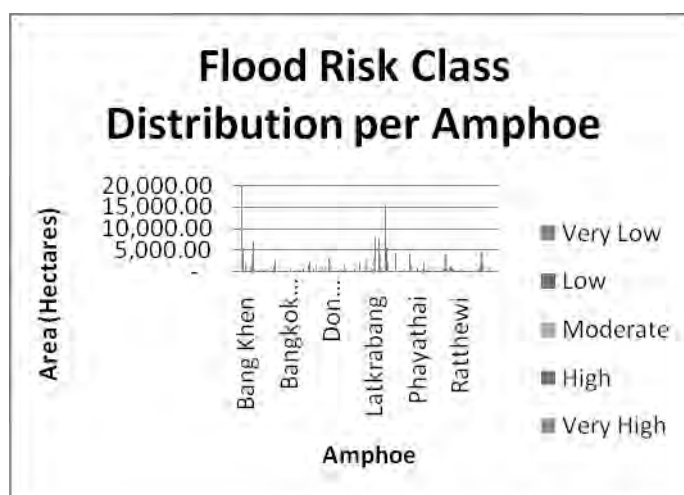 Flood Risk Class
Distribution per Amphoe
Area (Hectares)
20,000.00
15,000.00
10,000.00
5,000.00
-
Bang Khen
Bangkok...
Don...
Latkrabang
Phayathai
Ratthewi
Amphoe
Very Low
Low
Moderate
High
Very High